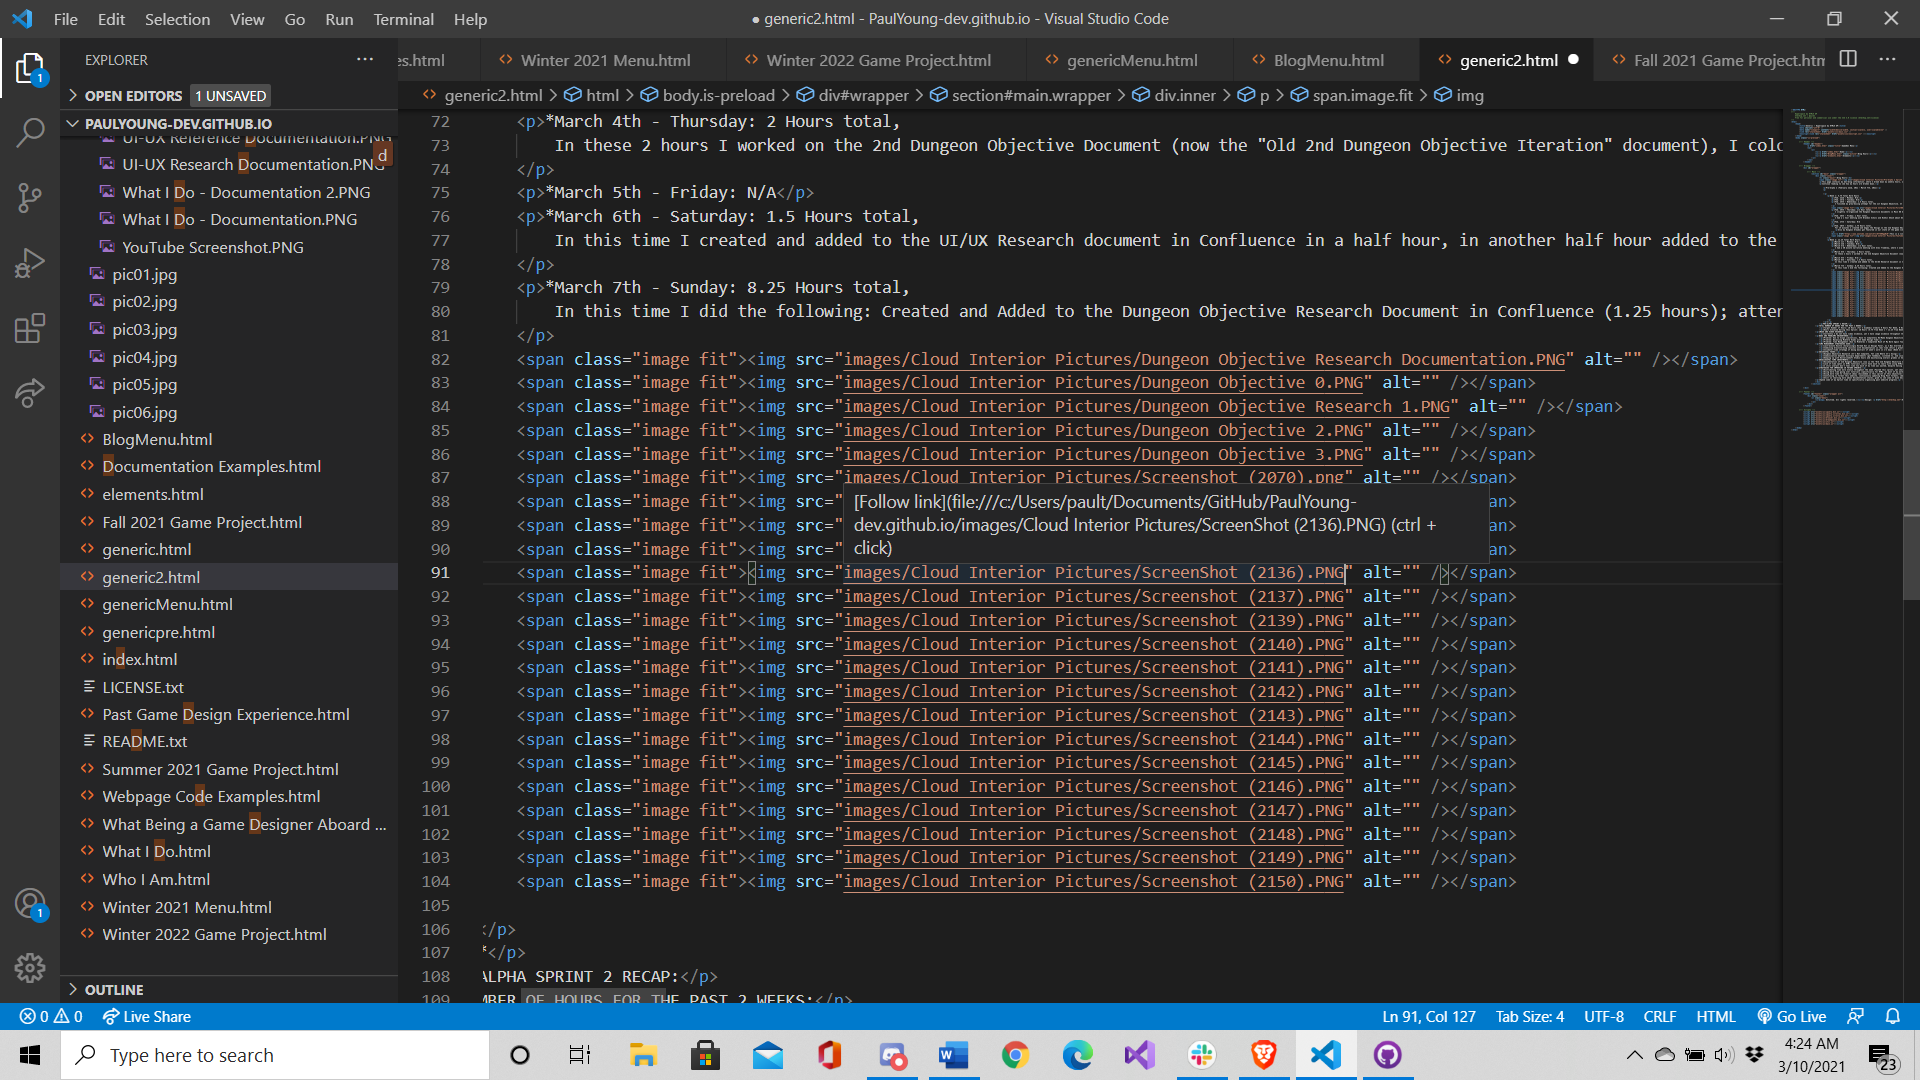 File Edit Selection View Go Run Terminal Help
● generic2.html - PaulYoung-dev.github.io - Visual Studio Code
EXPLORER
es.html
Winter 2021 Menu.html
Winter 2022 Game Project.html
genericMenu.html
BlogMenu.html
generic2.html
Fall 2021 Game Project.htm
OPEN EDITORS 1 UNSAVED
generic2.html > html > body.is-preload > div#wrapper > section#main.wrapper > div.inner > p > span.image.fit > img
PAULYOUNG-DEV.GITHUB.IO
UI-UX Reference Documentation.PNG
UI-UX Research Documentation.PNG
d
What I Do - Documentation 2.PNG
What I Do - Documentation.PNG
YouTube Screenshot.PNG
pic01.jpg
pic02.jpg
pic03.jpg
pic04.jpg
pic05.jpg
pic06.jpg
BlogMenu.html
Documentation Examples.html
elements.html
Fall 2021 Game Project.html
generic.html
generic2.html
genericMenu.html
genericpre.html
index.html
LICENSE.txt
Past Game Design Experience.html
README.txt
Summer 2021 Game Project.html
Webpage Code Examples.html
What Being a Game Designer Aboard ...
What I Do.html
Who I Am.html
Winter 2021 Menu.html
Winter 2022 Game Project.html
OUTLINE
72 <p>*March 4th - Thursday: 2 Hours total,
73 In these 2 hours I worked on the 2nd Dungeon Objective Document (now the "Old 2nd Dungeon Objective Iteration" document), I cold
74 </p>
75 <p>*March 5th - Friday: N/A</p>
76 <p>*March 6th - Saturday: 1.5 Hours total,
77 In this time I created and added to the UI/UX Research document in Confluence in a half hour, in another half hour added to the
78 </p>
79 <p>*March 7th - Sunday: 8.25 Hours total,
80 In this time I did the following: Created and Added to the Dungeon Objective Research Document in Confluence (1.25 hours); atter
81 </p>
82 <span class="image fit"><img src="images/Cloud Interior Pictures/Dungeon Objective Research Documentation.PNG" alt="" /></span>
83 <span class="image fit"><img src="images/Cloud Interior Pictures/Dungeon Objective 0.PNG" alt="" /></span>
84 <span class="image fit"><img src="images/Cloud Interior Pictures/Dungeon Objective Research 1.PNG" alt="" /></span>
85 <span class="image fit"><img src="images/Cloud Interior Pictures/Dungeon Objective 2.PNG" alt="" /></span>
86 <span class="image fit"><img src="images/Cloud Interior Pictures/Dungeon Objective 3.PNG" alt="" /></span>
87 <span class="image fit"><img src="images/Cloud Interior Pictures/Screenshot (2070).png" alt="" /></span>
88 <span class="image fit"><img src=" an>
89 <span class="image fit"><img src=" an>
90 <span class="image fit"><img src=" an>
[Follow link](file:///c:/Users/pault/Documents/GitHub/PaulYoung-
dev.github.io/images/Cloud Interior Pictures/ScreenShot (2136).PNG) (ctrl +
click)
91 <span class="image fit"><img src="images/Cloud Interior Pictures/ScreenShot (2136).PNG" alt="" /></span>
92 <span class="image fit"><img src="images/Cloud Interior Pictures/Screenshot (2137).PNG" alt="" /></span>
93 <span class="image fit"><img src="images/Cloud Interior Pictures/Screenshot (2139).PNG" alt="" /></span>
94 <span class="image fit"><img src="images/Cloud Interior Pictures/Screenshot (2140).PNG" alt="" /></span>
95 <span class="image fit"><img src="images/Cloud Interior Pictures/Screenshot (2141).PNG" alt="" /></span>
96 <span class="image fit"><img src="images/Cloud Interior Pictures/Screenshot (2142).PNG" alt="" /></span>
97 <span class="image fit"><img src="images/Cloud Interior Pictures/Screenshot (2143).PNG" alt="" /></span>
98 <span class="image fit"><img src="images/Cloud Interior Pictures/Screenshot (2144).PNG" alt="" /></span>
99 <span class="image fit"><img src="images/Cloud Interior Pictures/Screenshot (2145).PNG" alt="" /></span>
100 <span class="image fit"><img src="images/Cloud Interior Pictures/Screenshot (2146).PNG" alt="" /></span>
101 <span class="image fit"><img src="images/Cloud Interior Pictures/Screenshot (2147).PNG" alt="" /></span>
102 <span class="image fit"><img src="images/Cloud Interior Pictures/Screenshot (2148).PNG" alt="" /></span>
103 <span class="image fit"><img src="images/Cloud Interior Pictures/Screenshot (2149).PNG" alt="" /></span>
104 <span class="image fit"><img src="images/Cloud Interior Pictures/Screenshot (2150).PNG" alt="" /></span>
105
106 </p>
107 *</p>
108 ALPHA SPRINT 2 RECAP:</p>
109 MBER OF HOURS FOR THE PAST 2 WEEKS:</p>
0 0 Live Share
Ln 91, Col 127 Tab Size: 4 UTF-8 CRLF HTML Go Live
Type here to search
4:24 AM
3/10/2021
23